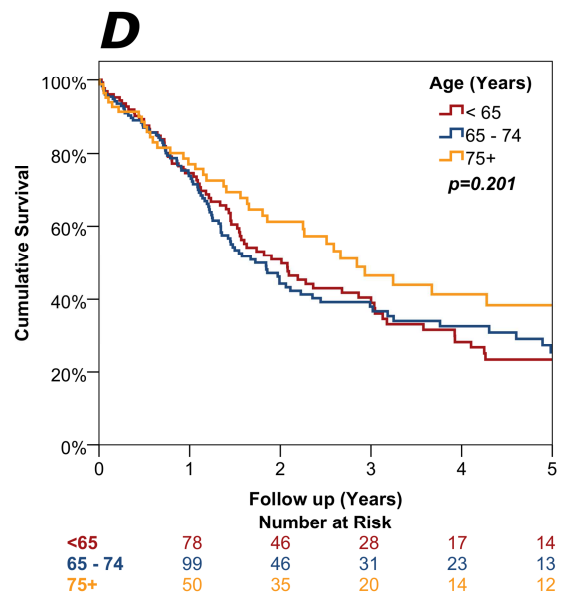 D
100%
80%
60%
40%
20%
0%
Cumulative Survival
Age (Years)
< 65
65 - 74
75+
p=0.201
0 1 2 3 4 5
Follow up (Years)
Number at Risk
<65 78 46 28 17 14
65 - 74 99 46 31 23 13
75+ 50 35 20 14 12